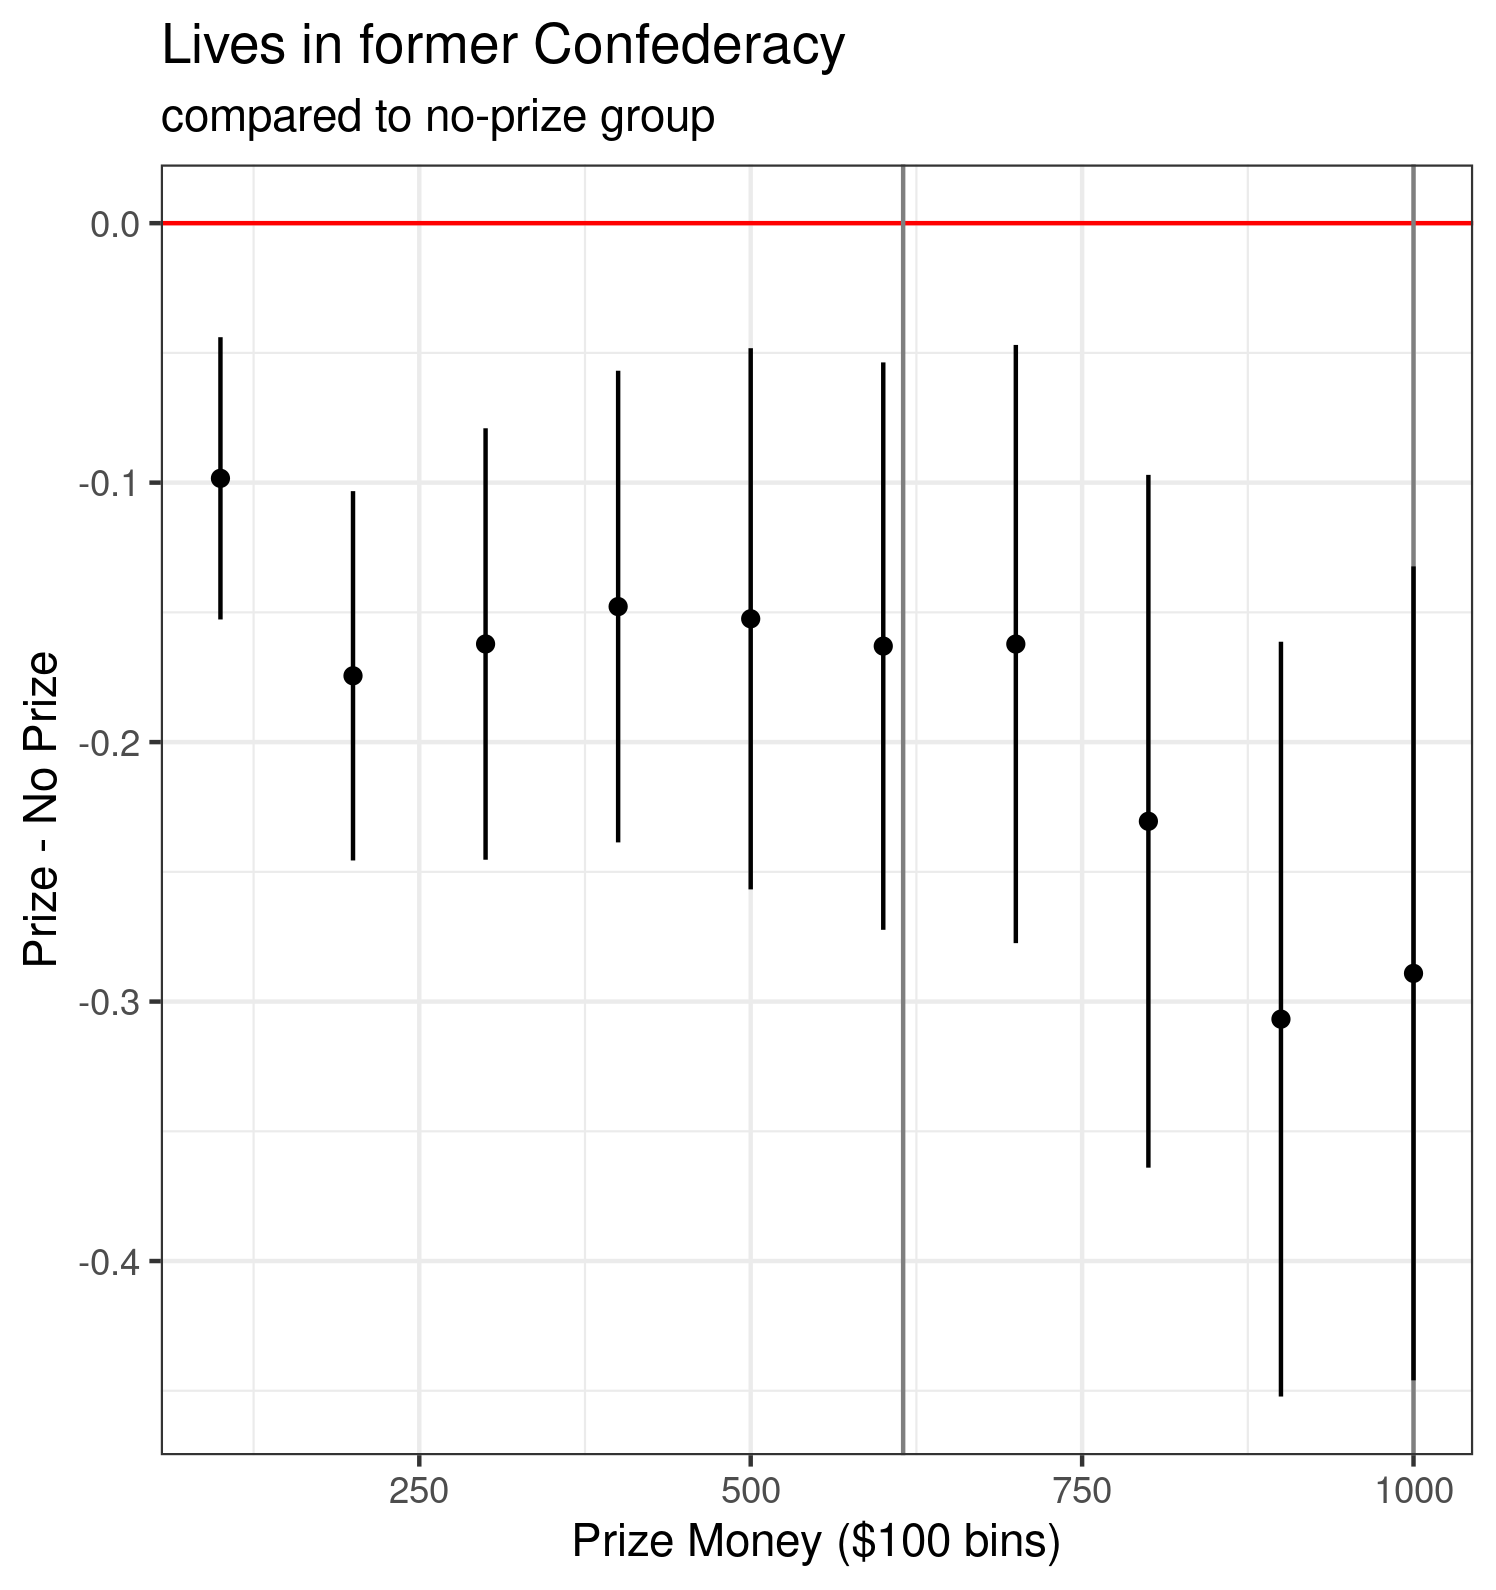 Lives in former Confederacy
compared to no-prize group
Prize - No Prize
0.0
-0.1
-0.2
-0.3
-0.4
250 500 750 1000
Prize Money ($100 bins)